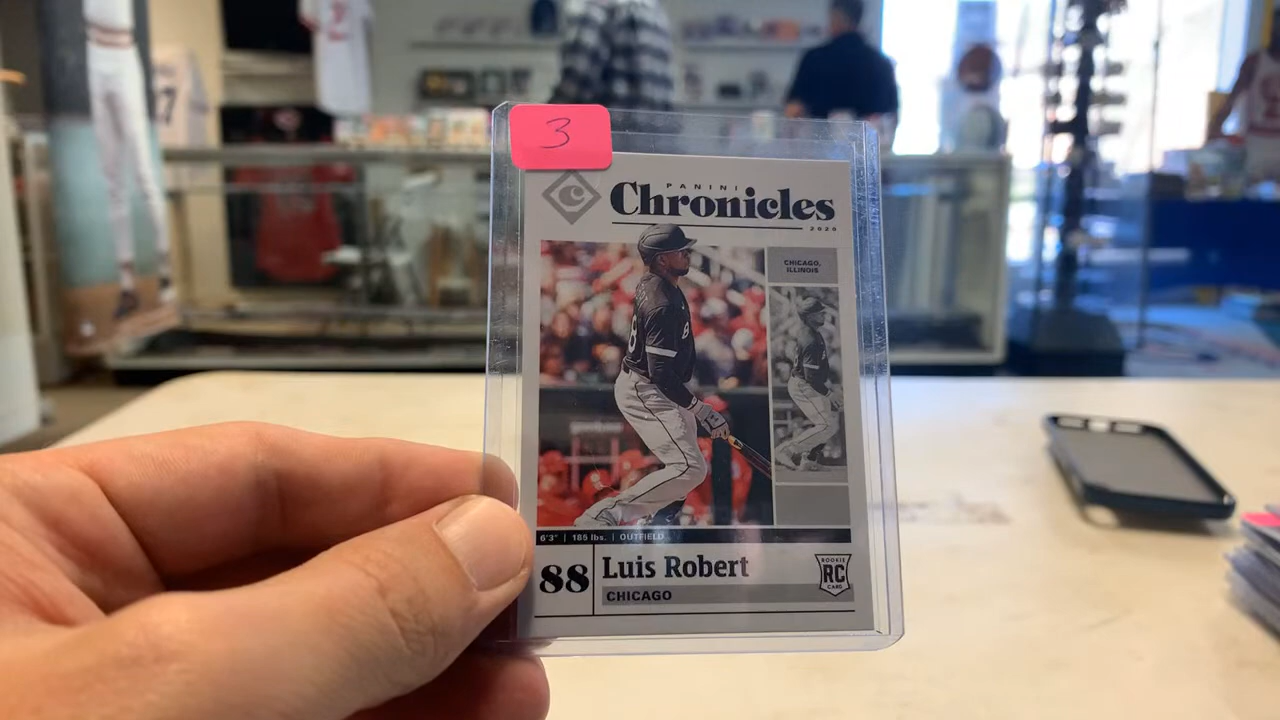 3
PANINI
Chronicles
2020
CHICAGO,
ILLINOIS
6'3" | 185 lbs. | OUTFIELD
88
Luis Robert
CHICAGO
ROOKIE
RC
CARD